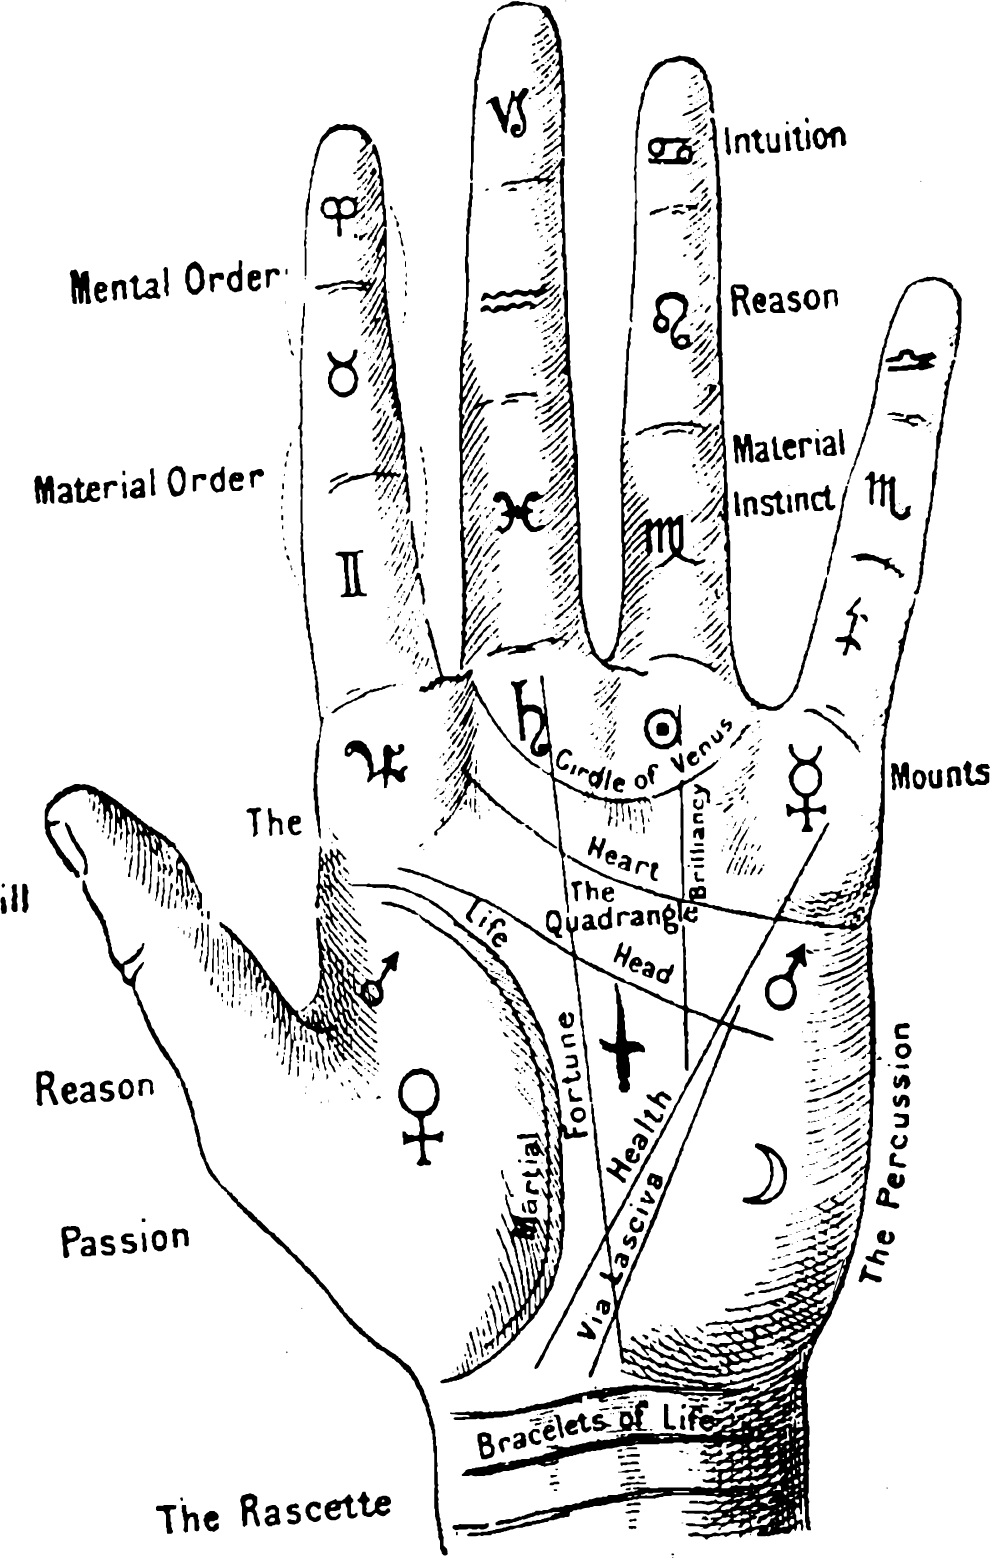 Intuition
Mental Order
Reason
Material Order
Material
Instinct
The
Mounts
Girdle of Venus
Brilliancy
Heart
The
Quadrangle
Life
Head
ill
Fortune
Reason
Health
Martial
Via Lasciva
The Percussion
Passion
Bracelets of Life
The Rascette